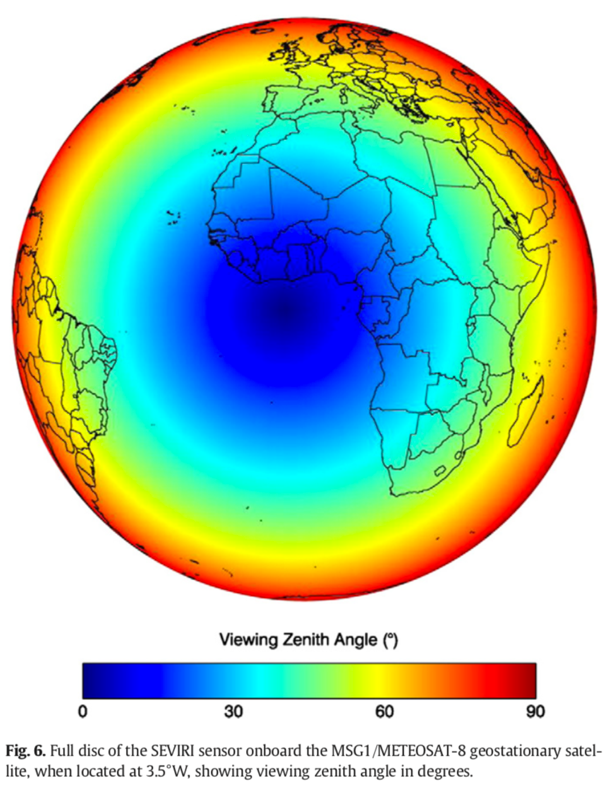 Viewing Zenith Angle (°)
0 30 60 90
Fig. 6. Full disc of the SEVIRI sensor onboard the MSG1/METEOSAT-8 geostationary satel-
lite, when located at 3.5°W, showing viewing zenith angle in degrees.